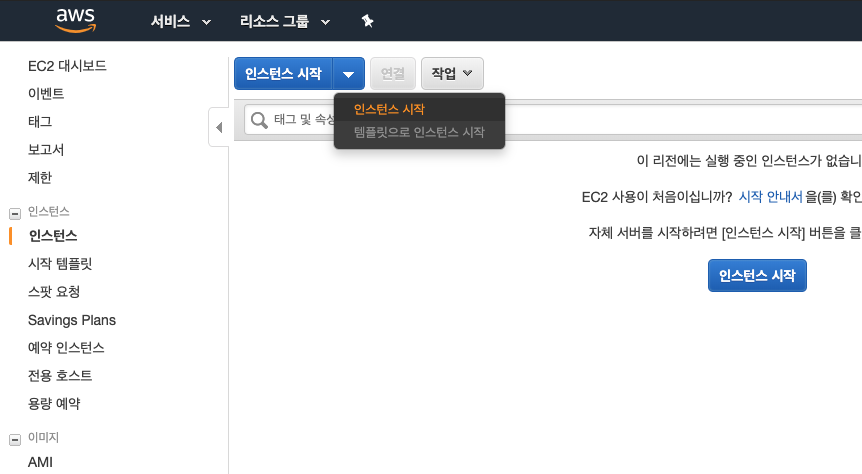 aws 서비스 리소스 그룹
EC2 대시보드
이벤트
태그
보고서
제한
인스턴스
인스턴스
시작 템플릿
스팟 요청
Savings Plans
예약 인스턴스
전용 호스트
용량 예약
이미지
AMI
인스턴스 시작 연결 작업
인스턴스 시작
템플릿으로 인스턴스 시작
태그 및 속성
이 리전에는 실행 중인 인스턴스가 없습니
EC2 사용이 처음이십니까? 시작 안내서 을(를) 확인
자체 서버를 시작하려면 [인스턴스 시작] 버튼을 클
인스턴스 시작